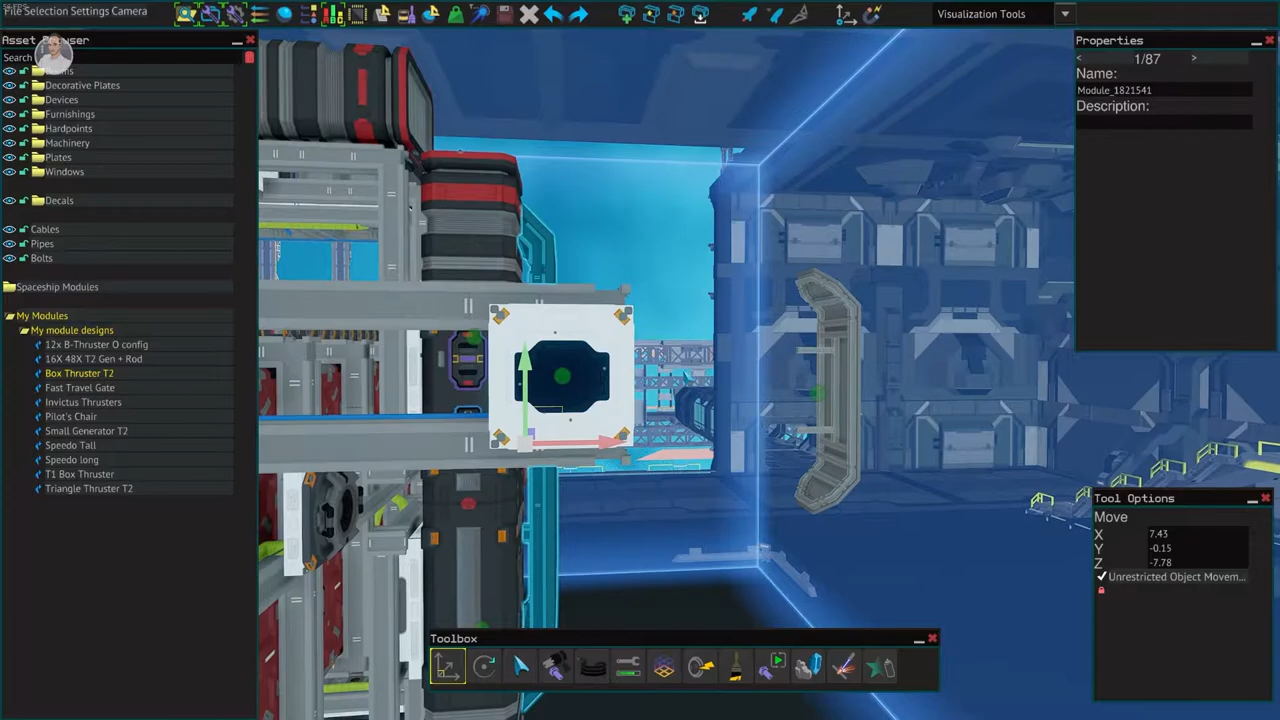 File Selection Settings Camera
Visualization Tools
Asset Browser
Search
Decorative Plates
Devices
Furnishings
Hardpoints
Machinery
Plates
Windows
Decals
Cables
Pipes
Bolts
Spaceship Modules
My Modules
My module designs
12x B-Thruster O config
16X 48X T2 Gen + Rod
Box Thruster T2
Fast Travel Gate
Invictus Thrusters
Pilot's Chair
Small Generator T2
Speedo Tall
Speedo long
T1 Box Thruster
Triangle Thruster T2
Properties
< 1/87 >
Name:
Module_1821541
Description:
Tool Options
Move
X 7.43
Y -0.15
Z -7.78
Unrestricted Object Movem...
Toolbox